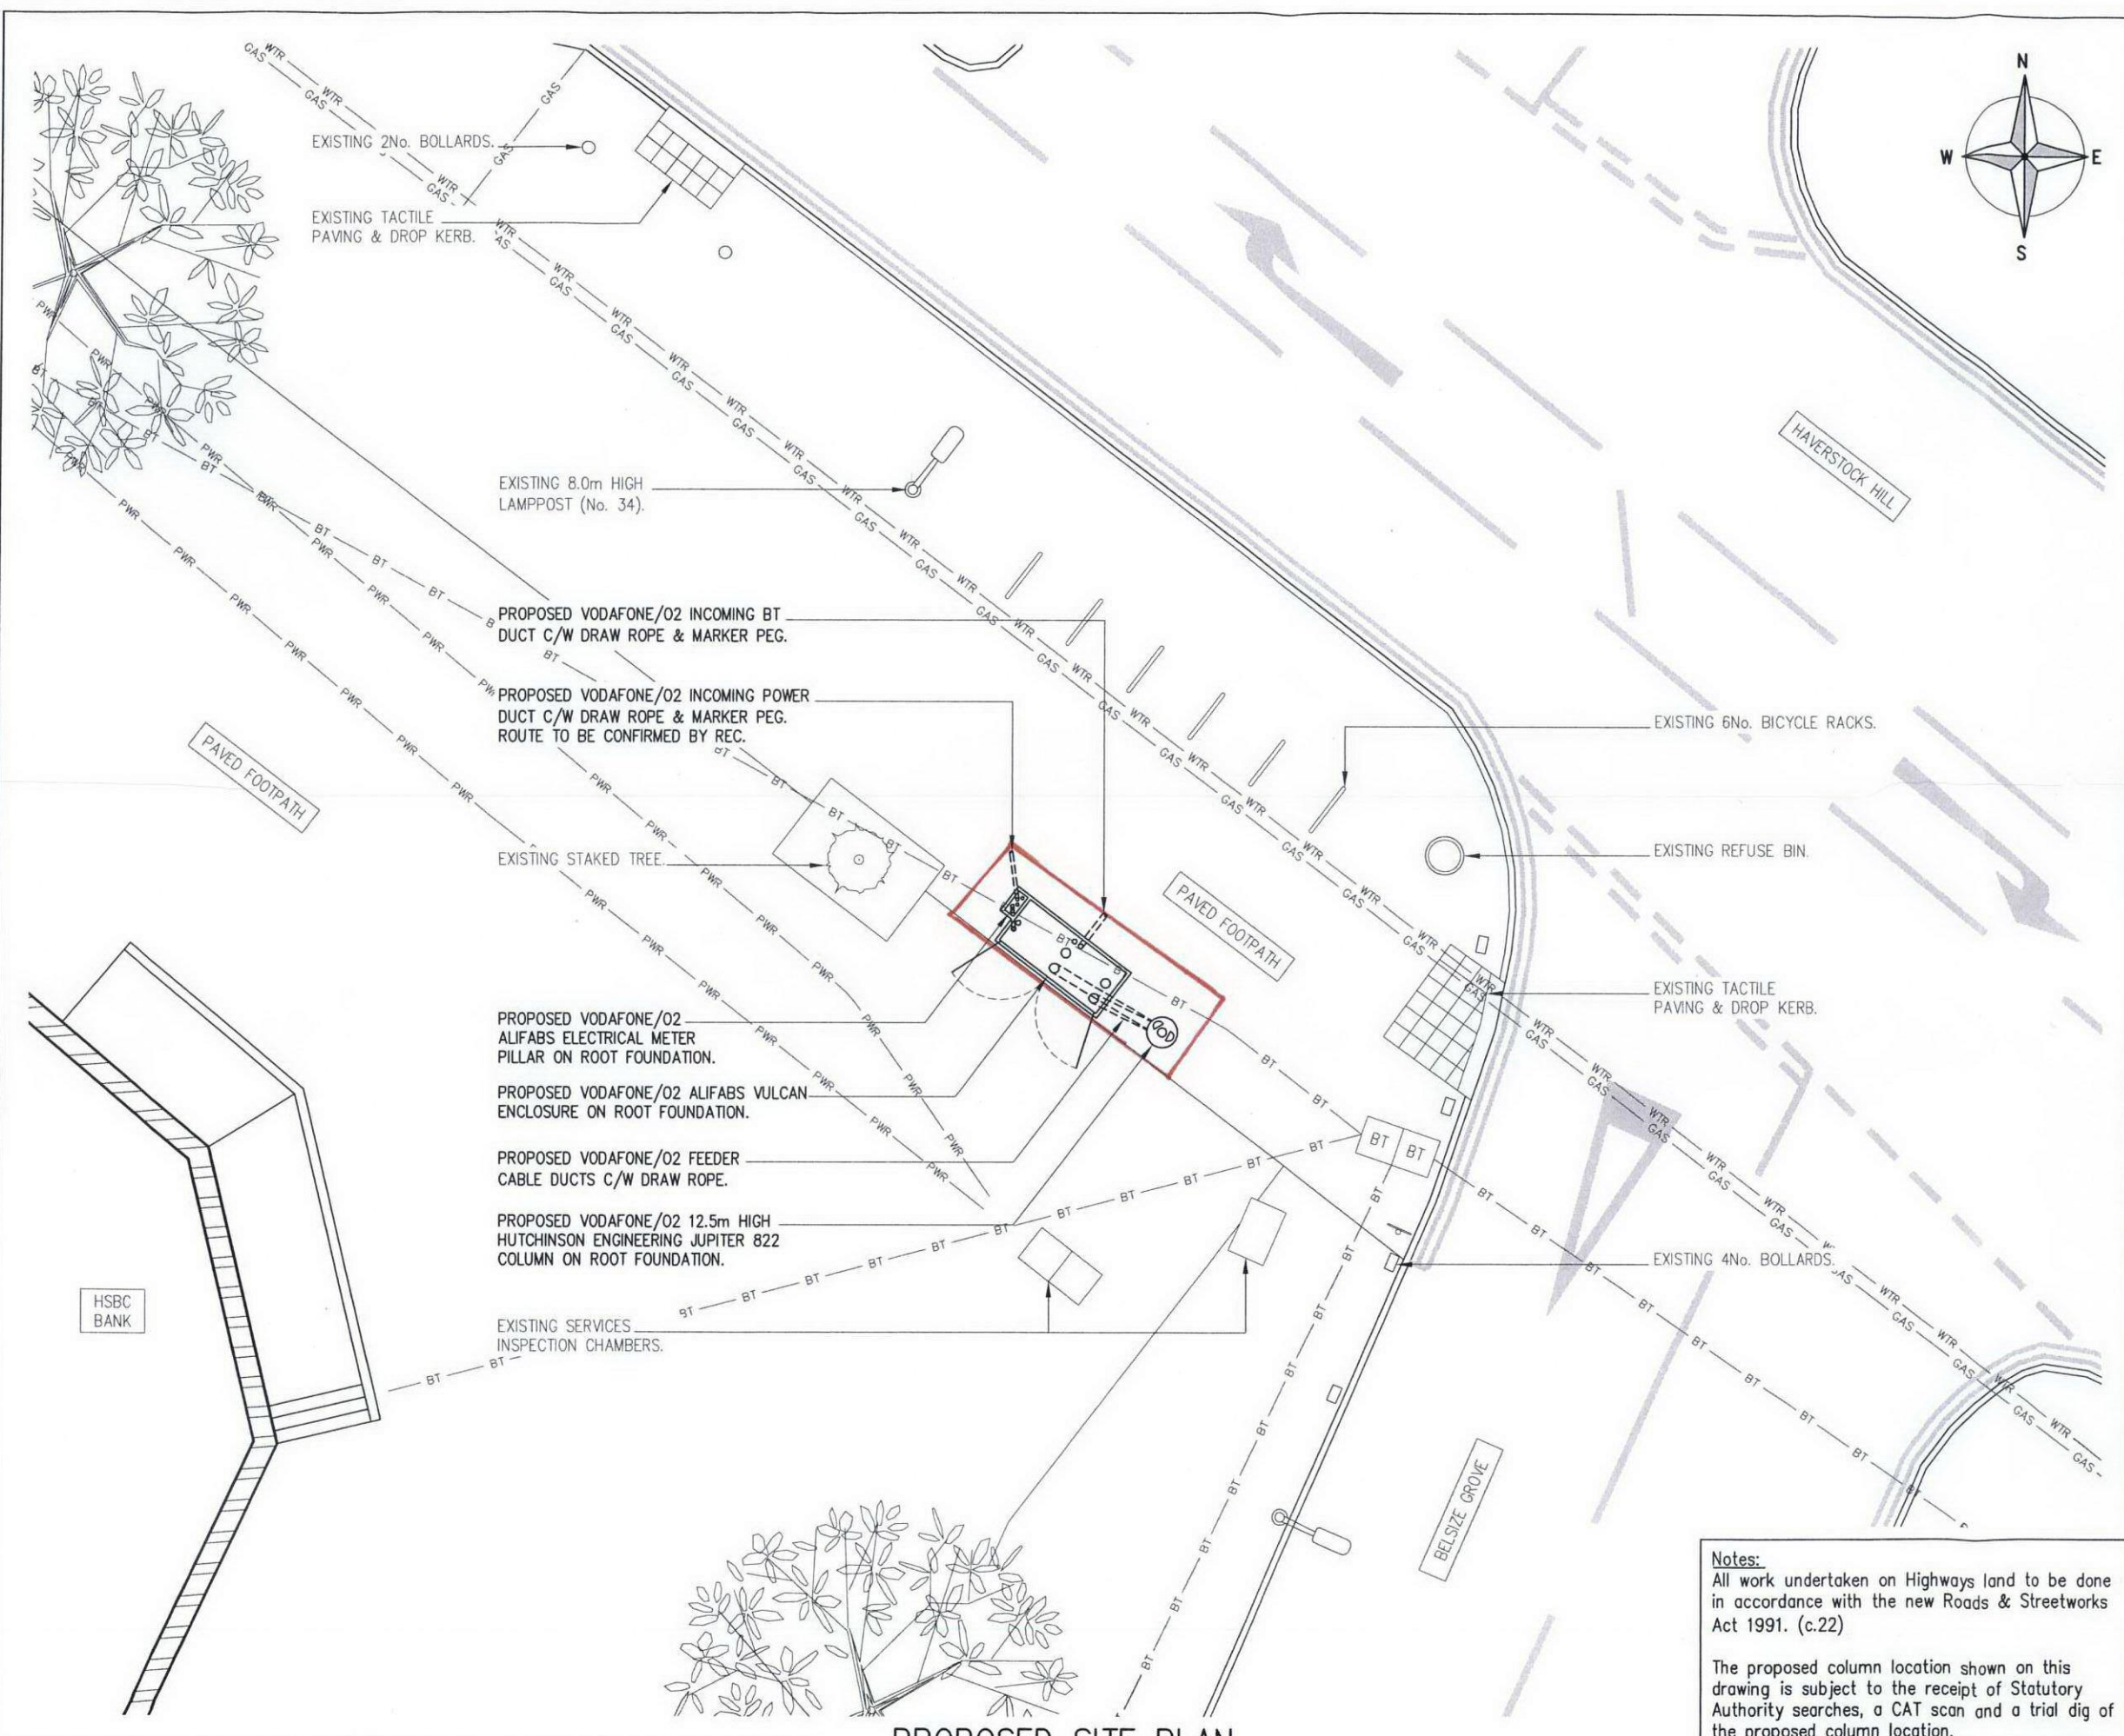 N
W
E
S
EXISTING 2No. BOLLARDS.
EXISTING TACTILE
PAVING & DROP KERB.
HAVERSTOCK HILL
EXISTING 8.0m HIGH
LAMPPOST (No. 34).
PROPOSED VODAFONE/O2 INCOMING BT
DUCT C/W DRAW ROPE & MARKER PEG.
PROPOSED VODAFONE/O2 INCOMING POWER
DUCT C/W DRAW ROPE & MARKER PEG.
ROUTE TO BE CONFIRMED BY REC.
PAVED FOOTPATH
EXISTING 6No. BICYCLE RACKS.
EXISTING STAKED TREE.
EXISTING REFUSE BIN.
PAVED FOOTPATH
EXISTING TACTILE
PAVING & DROP KERB.
PROPOSED VODAFONE/O2
ALIFABS ELECTRICAL METER
PILLAR ON ROOT FOUNDATION.
PROPOSED VODAFONE/O2 ALIFABS VULCAN
ENCLOSURE ON ROOT FOUNDATION.
PROPOSED VODAFONE/O2 FEEDER
CABLE DUCTS C/W DRAW ROPE.
PROPOSED VODAFONE/O2 12.5m HIGH
HUTCHINSON ENGINEERING JUPITER 822
COLUMN ON ROOT FOUNDATION.
BT
BT
EXISTING 4No. BOLLARDS.
HSBC
BANK
EXISTING SERVICES
INSPECTION CHAMBERS.
BELSIZE GROVE
GAS
WTR
PWR
BT
Notes:
All work undertaken on Highways land to be done
in accordance with the new Roads & Streetworks
Act 1991. (c.22)
The proposed column location shown on this
drawing is subject to the receipt of Statutory
Authority searches, a CAT scan and a trial dig of
the proposed column location.
PROPOSED SITE PLAN